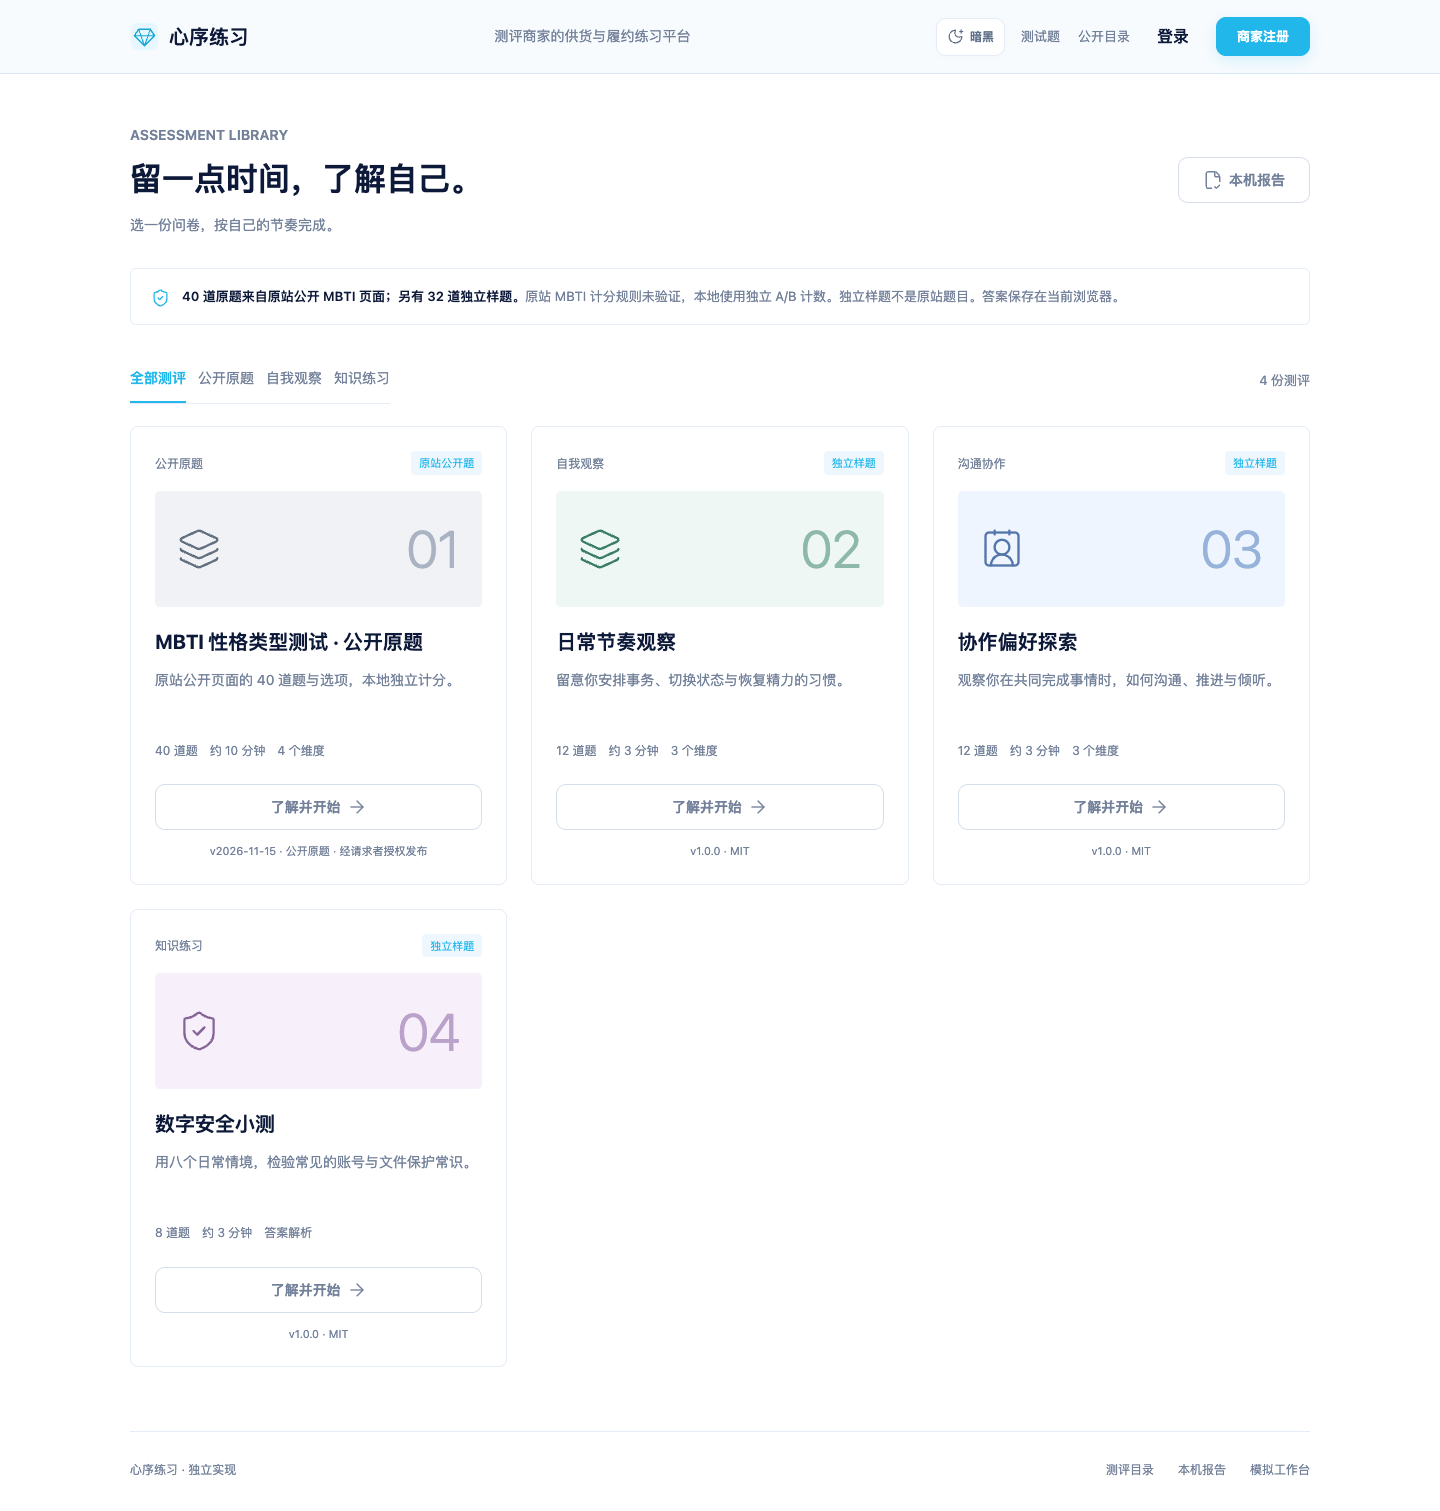 心序练习
测评商家的供货与履约练习平台
暗黑
测试题
公开目录
登录
商家注册
ASSESSMENT LIBRARY
留一点时间，了解自己。
选一份问卷，按自己的节奏完成。
本机报告
40 道原题来自原站公开 MBTI 页面；另有 32 道独立样题。原站 MBTI 计分规则未验证，本地使用独立 A/B 计数。独立样题不是原站题目。答案保存在当前浏览器。
全部测评
公开原题
自我观察
知识练习
4 份测评
公开原题
原站公开题
01
MBTI 性格类型测试 · 公开原题
原站公开页面的 40 道题与选项，本地独立计分。
40 道题 约 10 分钟 4 个维度
了解并开始
v2026-11-15 · 公开原题 · 经请求者授权发布
自我观察
独立样题
02
日常节奏观察
留意你安排事务、切换状态与恢复精力的习惯。
12 道题 约 3 分钟 3 个维度
了解并开始
v1.0.0 · MIT
沟通协作
独立样题
03
协作偏好探索
观察你在共同完成事情时，如何沟通、推进与倾听。
12 道题 约 3 分钟 3 个维度
了解并开始
v1.0.0 · MIT
知识练习
独立样题
04
数字安全小测
用八个日常情境，检验常见的账号与文件保护常识。
8 道题 约 3 分钟 答案解析
了解并开始
v1.0.0 · MIT
心序练习 · 独立实现
测评目录
本机报告
模拟工作台